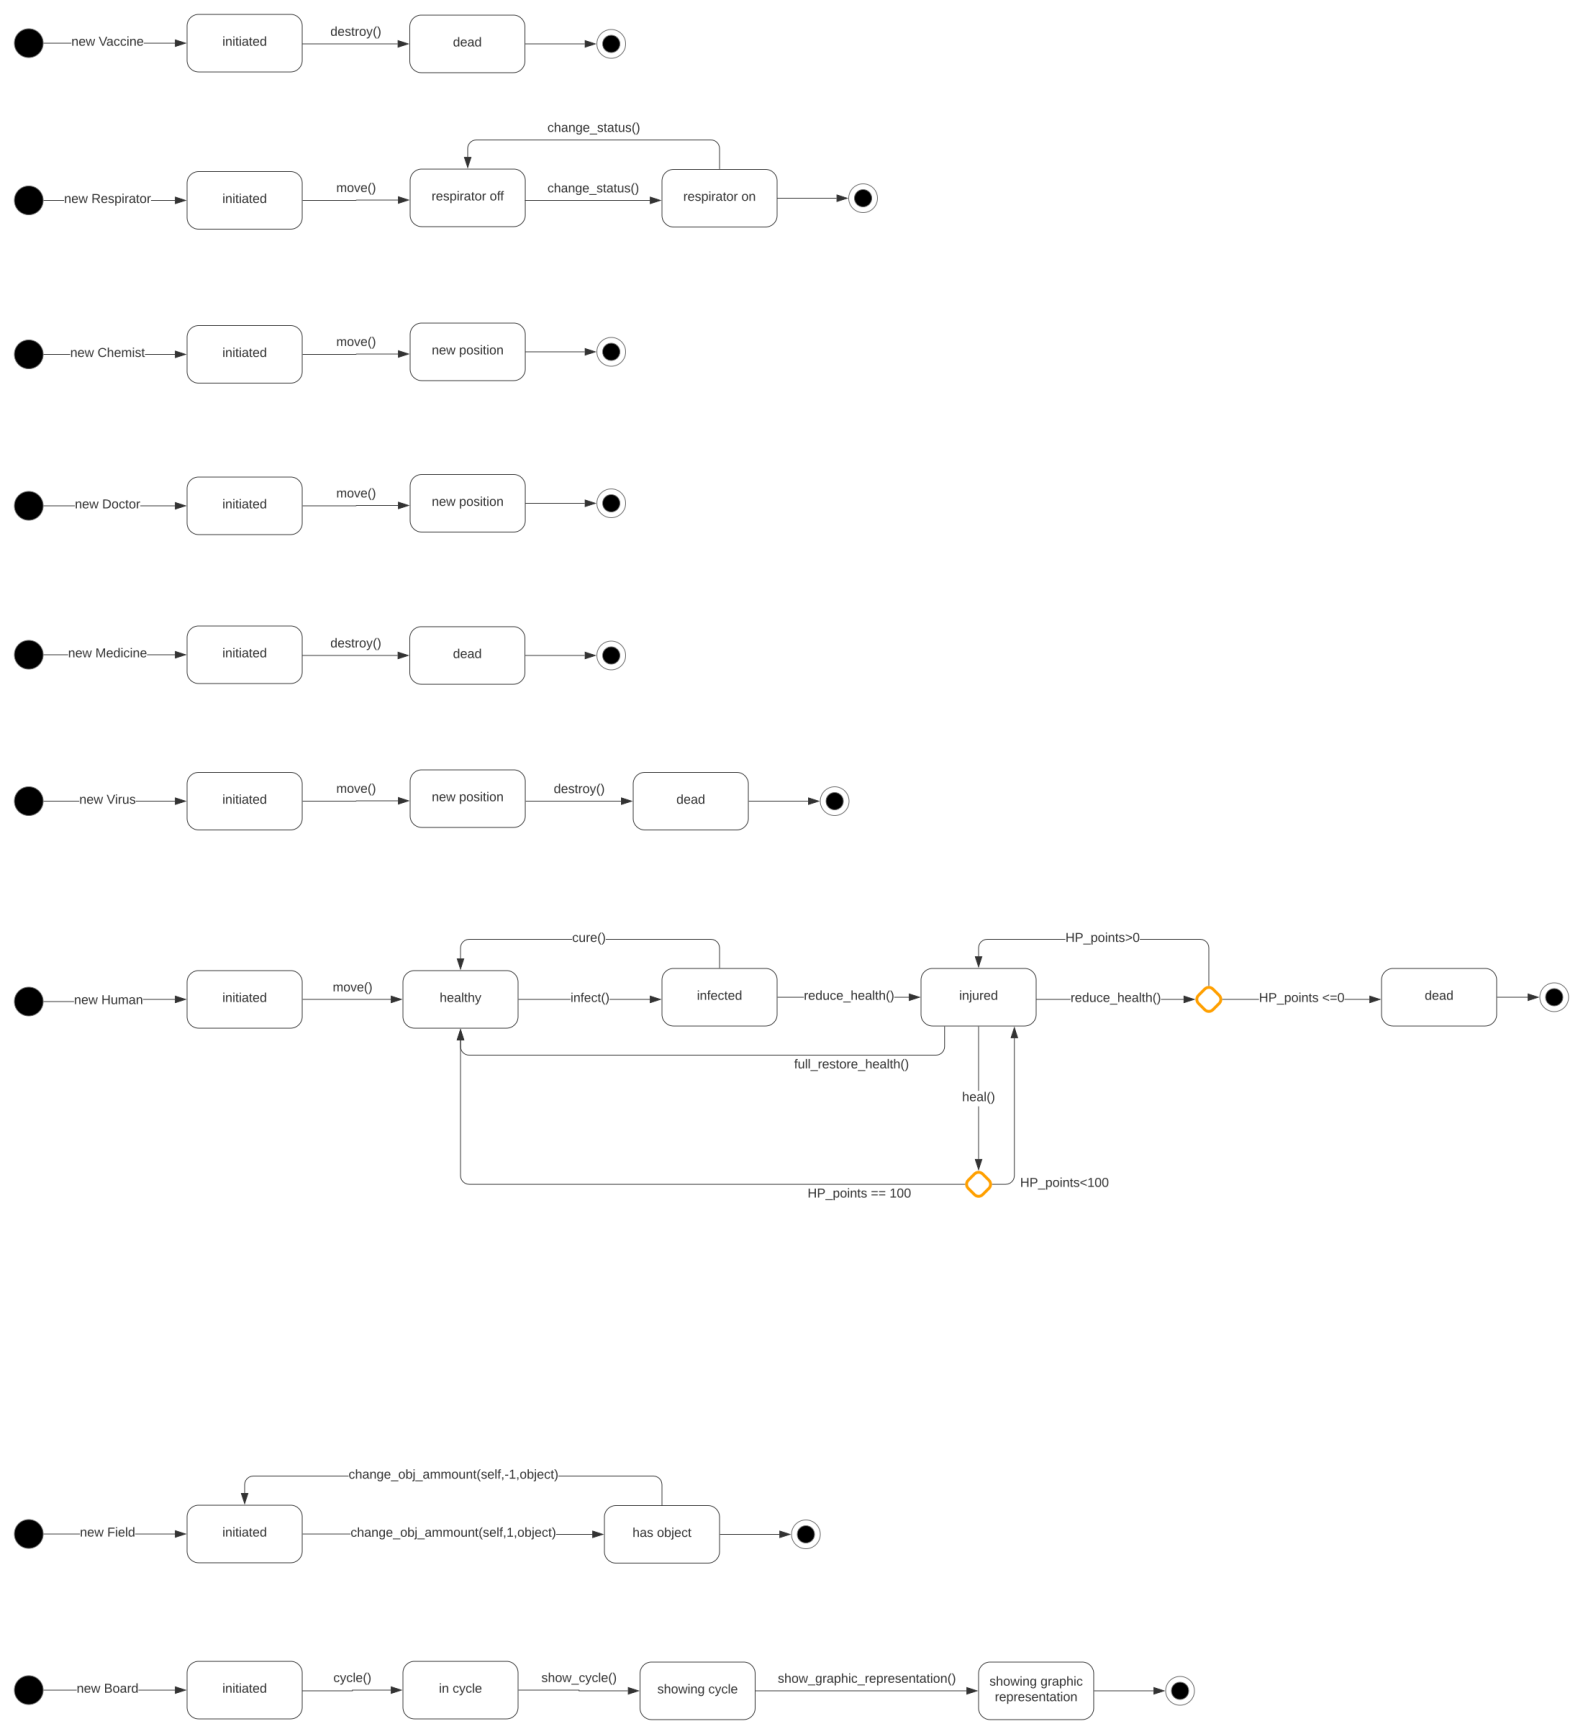 new Vaccine
initiated
destroy()
dead
change_status()
new Respirator
initiated
move()
respirator off
change_status()
respirator on
new Chemist
initiated
move()
new position
new Doctor
initiated
move()
new position
new Medicine
initiated
destroy()
dead
new Virus
initiated
move()
new position
destroy()
dead
cure()
HP_points>0
new Human
initiated
move()
healthy
infect()
infected
reduce_health()
injured
reduce_health()
HP_points <=0
dead
full_restore_health()
heal()
HP_points == 100
HP_points<100
change_obj_ammount(self,-1,object)
new Field
initiated
change_obj_ammount(self,1,object)
has object
new Board
initiated
cycle()
in cycle
show_cycle()
showing cycle
show_graphic_representation()
showing graphic
representation